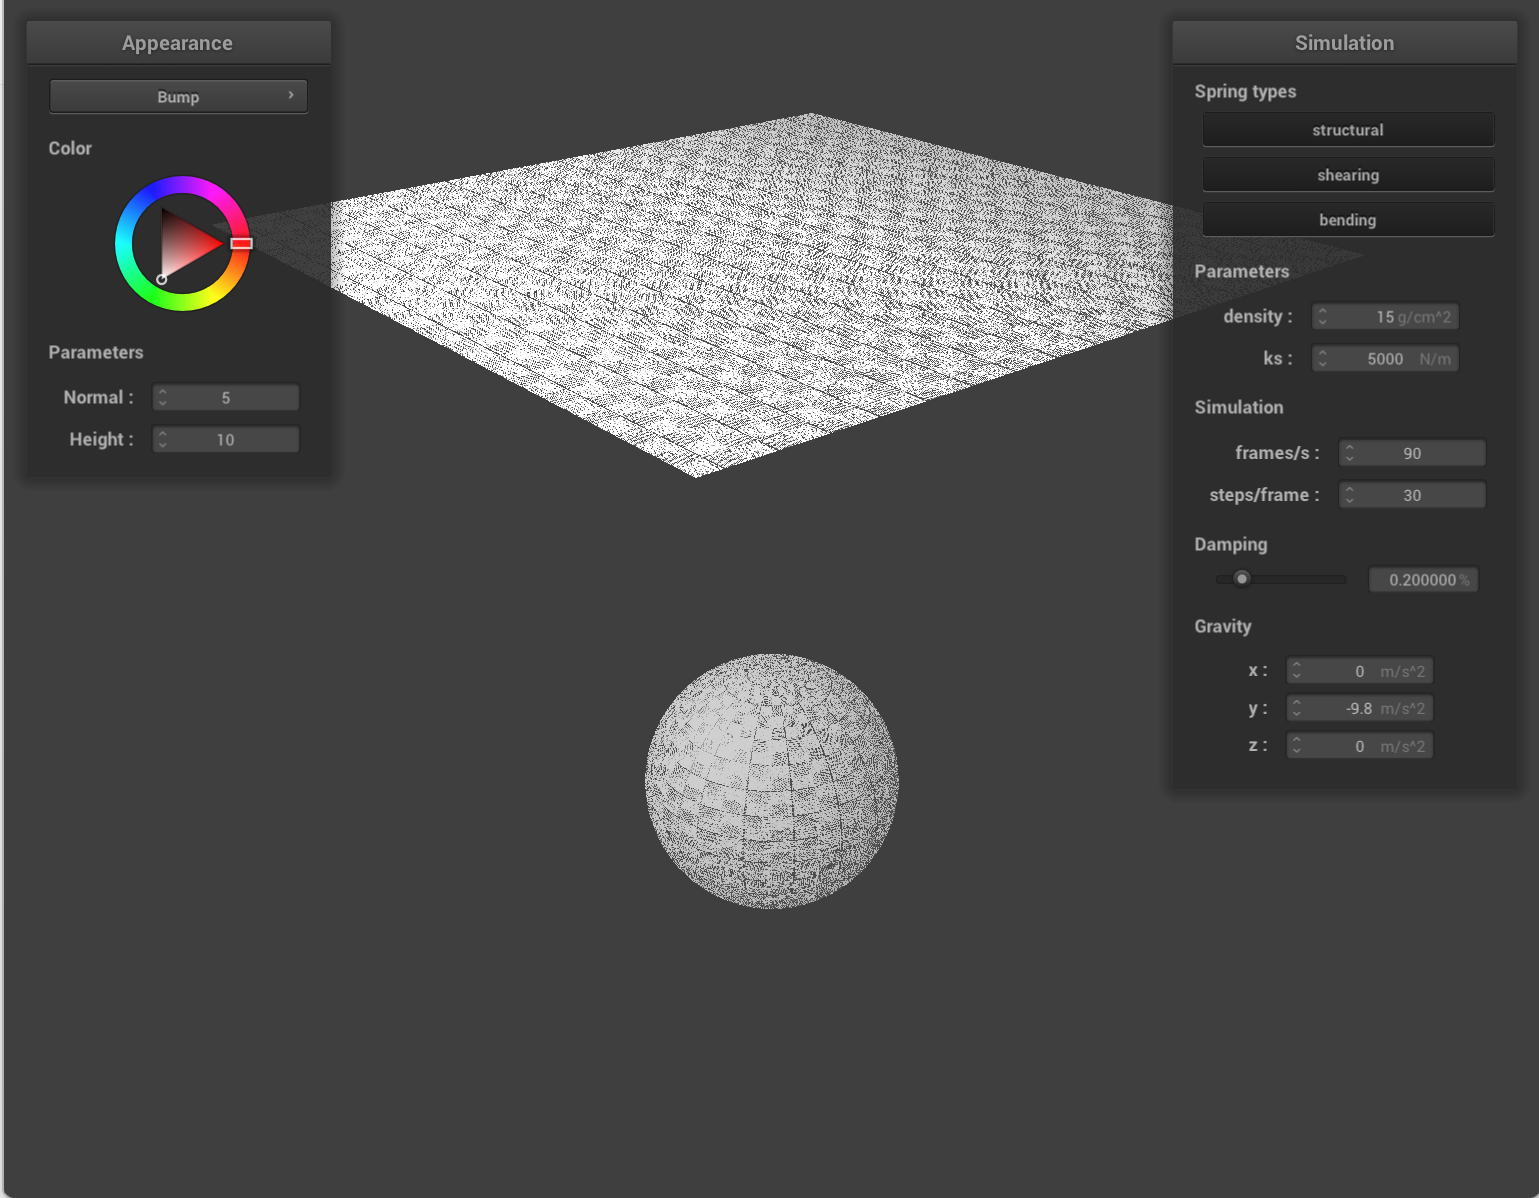 Appearance
Bump
Color
Parameters
Normal : 5
Height : 10
Simulation
Spring types
structural
shearing
bending
Parameters
density : 15 g/cm^2
ks : 5000 N/m
Simulation
frames/s : 90
steps/frame : 30
Damping
0.200000 %
Gravity
x : 0 m/s^2
y : -9.8 m/s^2
z : 0 m/s^2